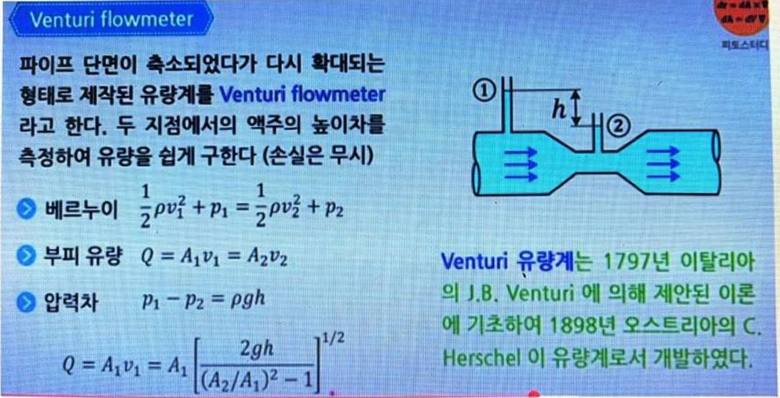 Venturi flowmeter
파이프 단면이 축소되었다가 다시 확대되는
형태로 제작된 유량계를 Venturi flowmeter
라고 한다. 두 지점에서의 액주의 높이차를
측정하여 유량을 쉽게 구한다 (손실은 무시)
베르누이 1/2 ρv₁² + p₁ = 1/2 ρv₂² + p₂
부피 유량 Q = A₁v₁ = A₂v₂
압력차 p₁ − p₂ = ρgh
Q = A₁v₁ = A₁ [2gh / ((A₂/A₁)² − 1)]^1/2
피토스터디
①
h
②
Venturi 유량계는 1797년 이탈리아
의 J.B. Venturi 에 의해 제안된 이론
에 기초하여 1898년 오스트리아의 C.
Herschel 이 유량계로서 개발하였다.